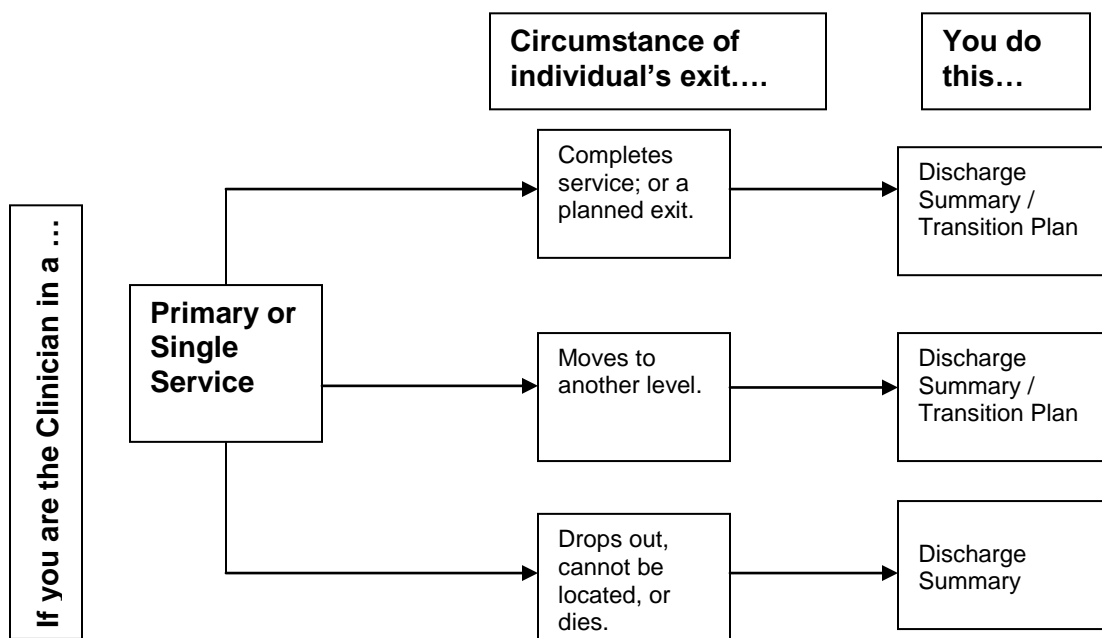 Circumstance of
individual’s exit….
You do
this…
If you are the Clinician in a …
Primary or
Single
Service
Completes
service; or a
planned exit.
Discharge
Summary /
Transition Plan
Moves to
another level.
Discharge
Summary /
Transition Plan
Drops out,
cannot be
located, or
dies.
Discharge
Summary